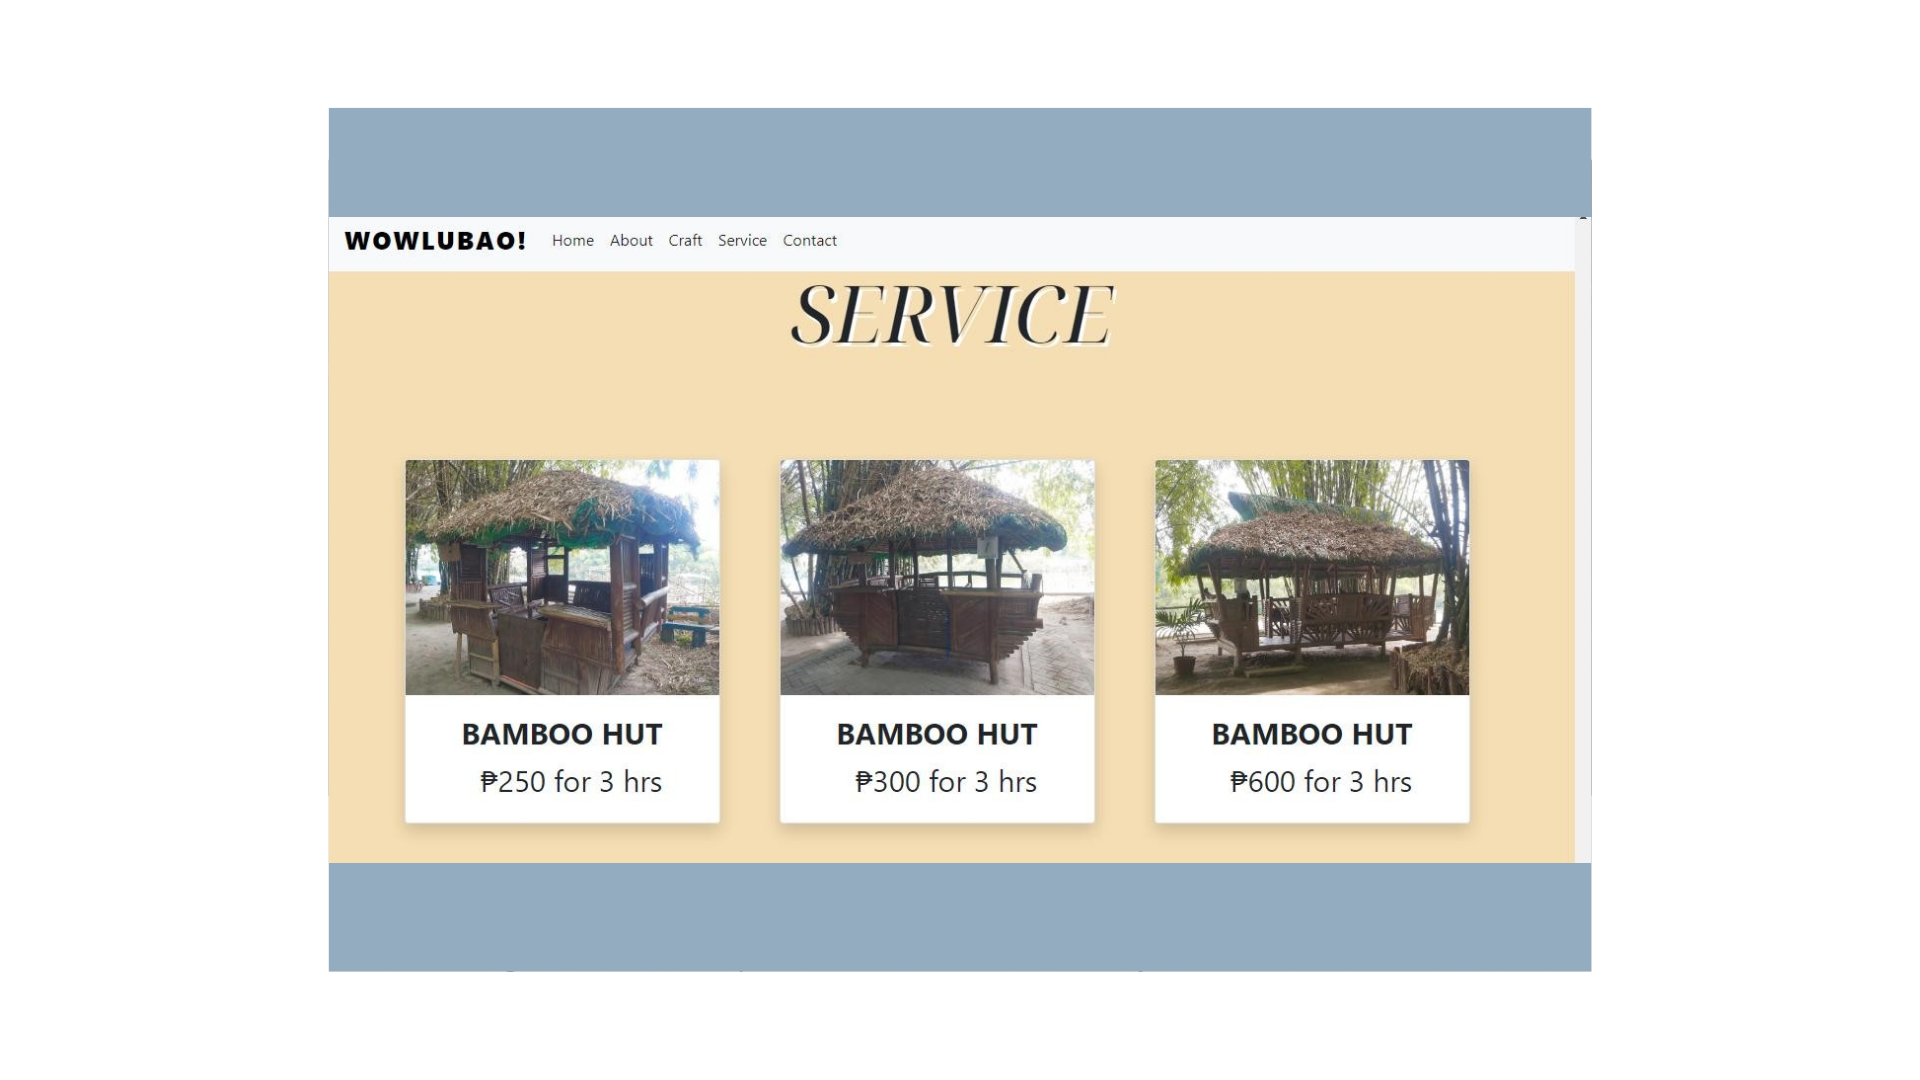 WOWLUBAO! Home About Craft Service Contact
SERVICE
BAMBOO HUT
₱250 for 3 hrs
BAMBOO HUT
₱300 for 3 hrs
BAMBOO HUT
₱600 for 3 hrs